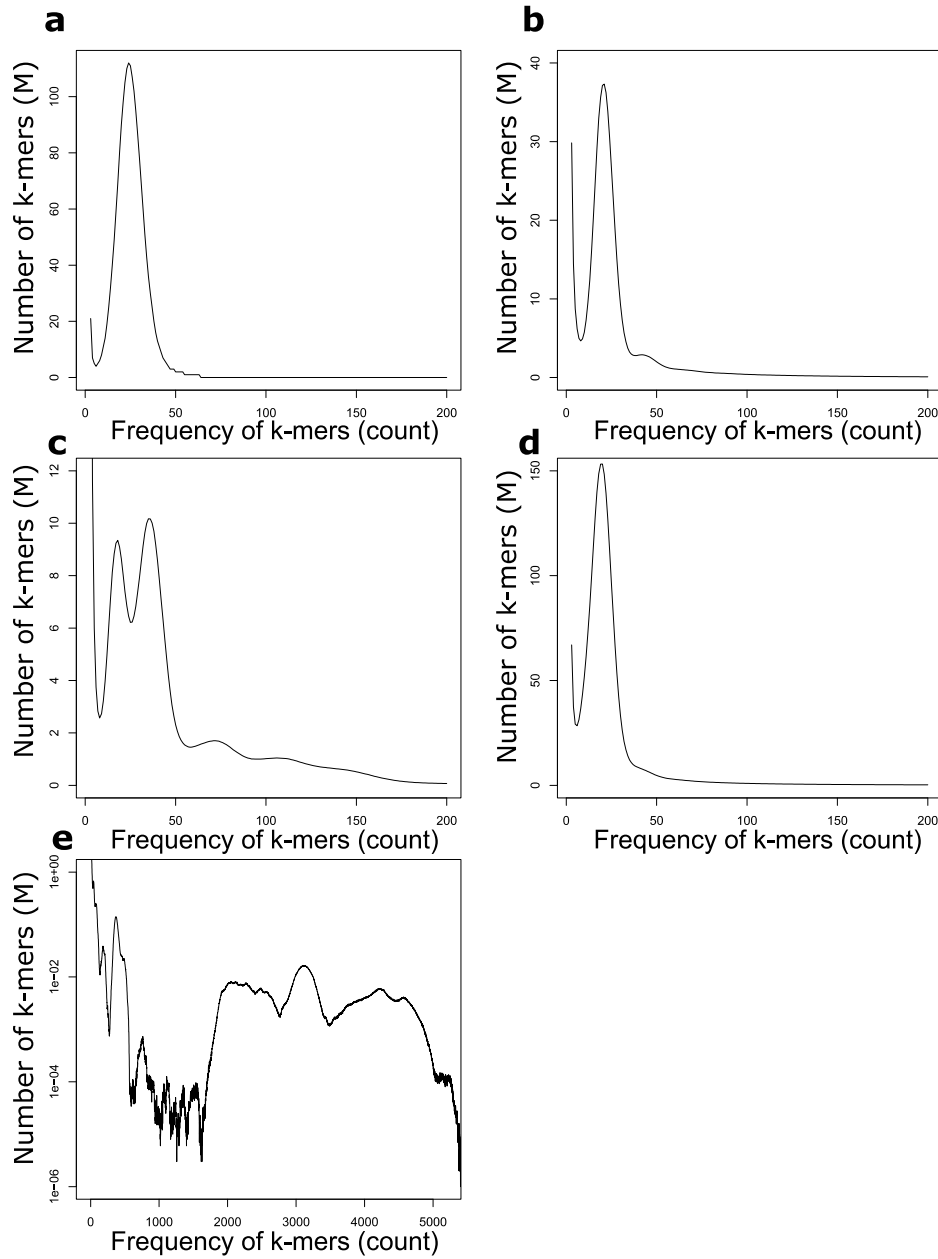 a
Number of k-mers (M)
0 20 40 60 80 100
0 50 100 150 200
Frequency of k-mers (count)
b
Number of k-mers (M)
0 10 20 30 40
0 50 100 150 200
Frequency of k-mers (count)
c
Number of k-mers (M)
0 2 4 6 8 10 12
0 50 100 150 200
Frequency of k-mers (count)
d
Number of k-mers (M)
0 50 100 150
0 50 100 150 200
Frequency of k-mers (count)
e
Number of k-mers (M)
1e-06 1e-04 1e-02 1e+00
0 1000 2000 3000 4000 5000
Frequency of k-mers (count)